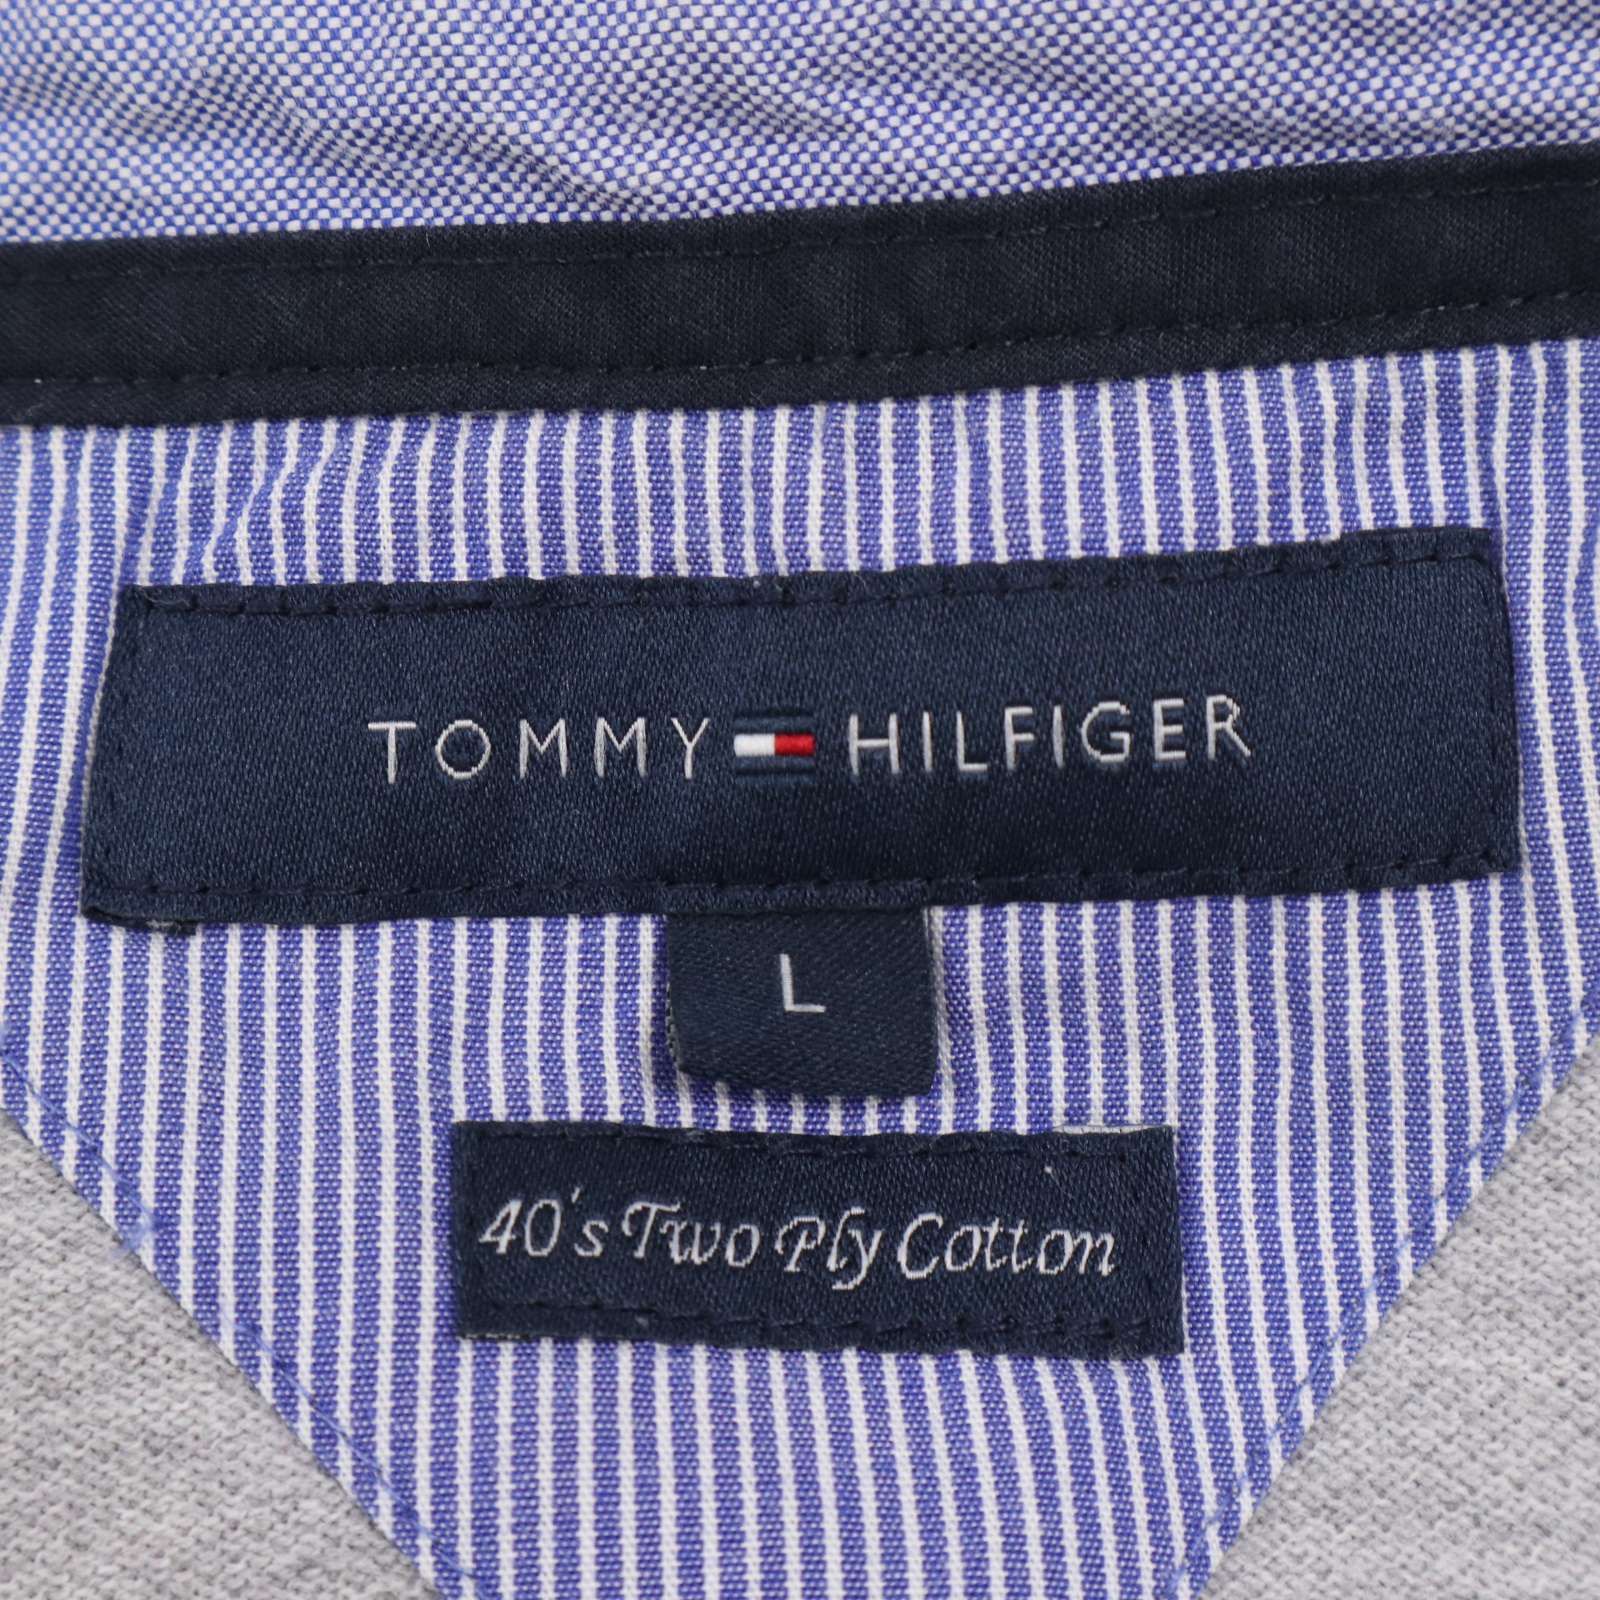 TOMMY HILFIGER
L
40's Two Ply Cotton